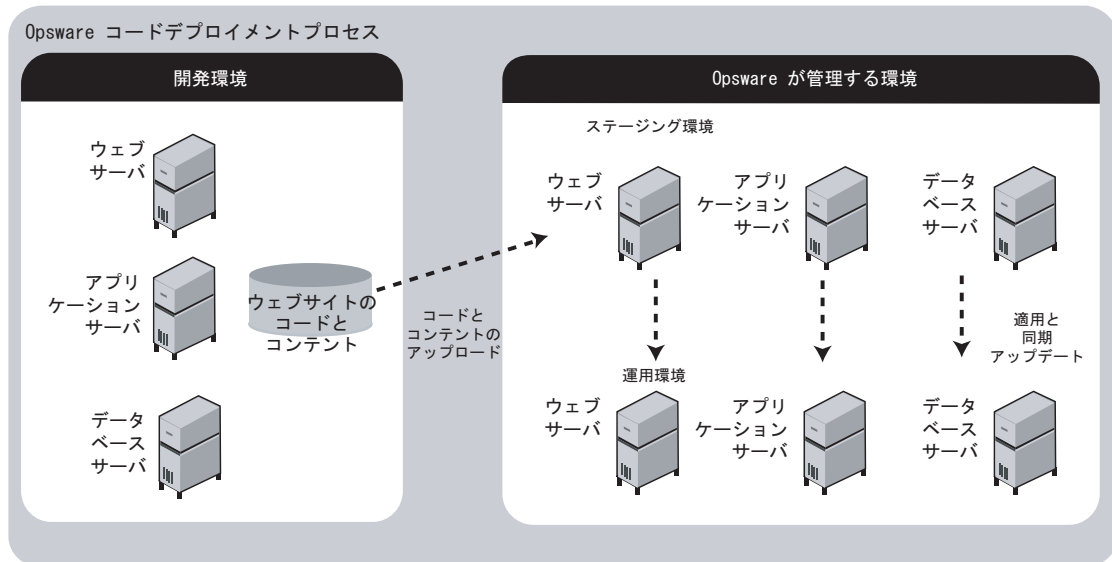 Opsware コードデプロイメントプロセス
開発環境
ウェブ
サーバ
アプリ
ケーション
サーバ
データ
ベース
サーバ
ウェブサイトの
コードと
コンテント
コードと
コンテントの
アップロード
Opsware が管理する環境
ステージング環境
ウェブ
サーバ
アプリ
ケーション
サーバ
データ
ベース
サーバ
適用と
同期
アップデート
運用環境
ウェブ
サーバ
アプリ
ケーション
サーバ
データ
ベース
サーバ